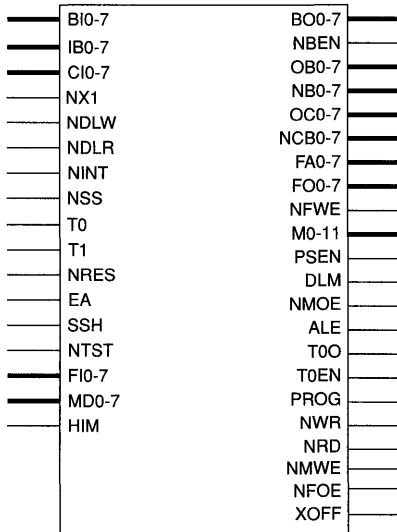 BI0-7
IB0-7
CI0-7
NX1
NDLW
NDLR
NINT
NSS
T0
T1
NRES
EA
SSH
NTST
FI0-7
MD0-7
HIM
BO0-7
NBEN
OB0-7
NB0-7
OC0-7
NCB0-7
FA0-7
FO0-7
NFWE
M0-11
PSEN
DLM
NMOE
ALE
T0O
T0EN
PROG
NWR
NRD
NMWE
NFOE
XOFF